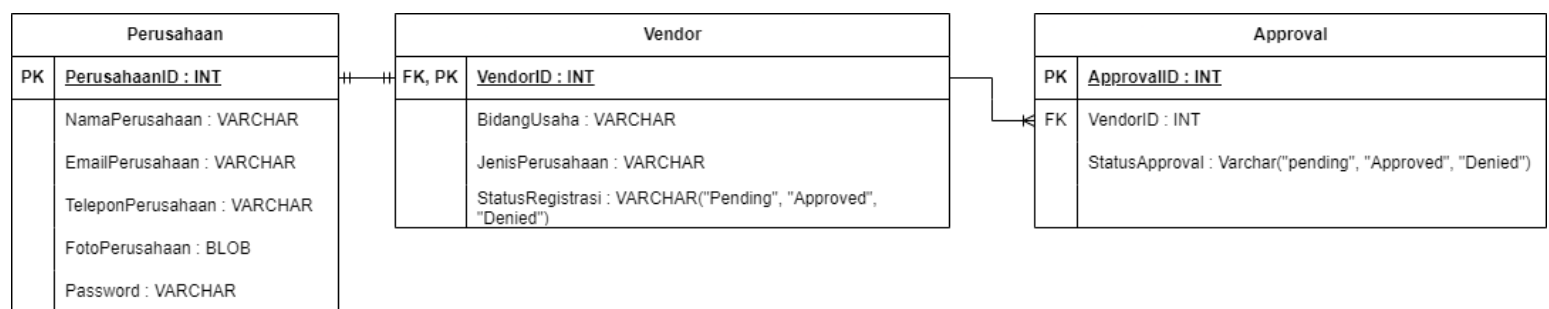 Perusahaan
PK PerusahaanID : INT
NamaPerusahaan : VARCHAR
EmailPerusahaan : VARCHAR
TeleponPerusahaan : VARCHAR
FotoPerusahaan : BLOB
Password : VARCHAR
Vendor
FK, PK VendorID : INT
BidangUsaha : VARCHAR
JenisPerusahaan : VARCHAR
StatusRegistrasi : VARCHAR("Pending", "Approved",
"Denied")
Approval
PK ApprovalID : INT
FK VendorID : INT
StatusApproval : Varchar("pending", "Approved", "Denied")